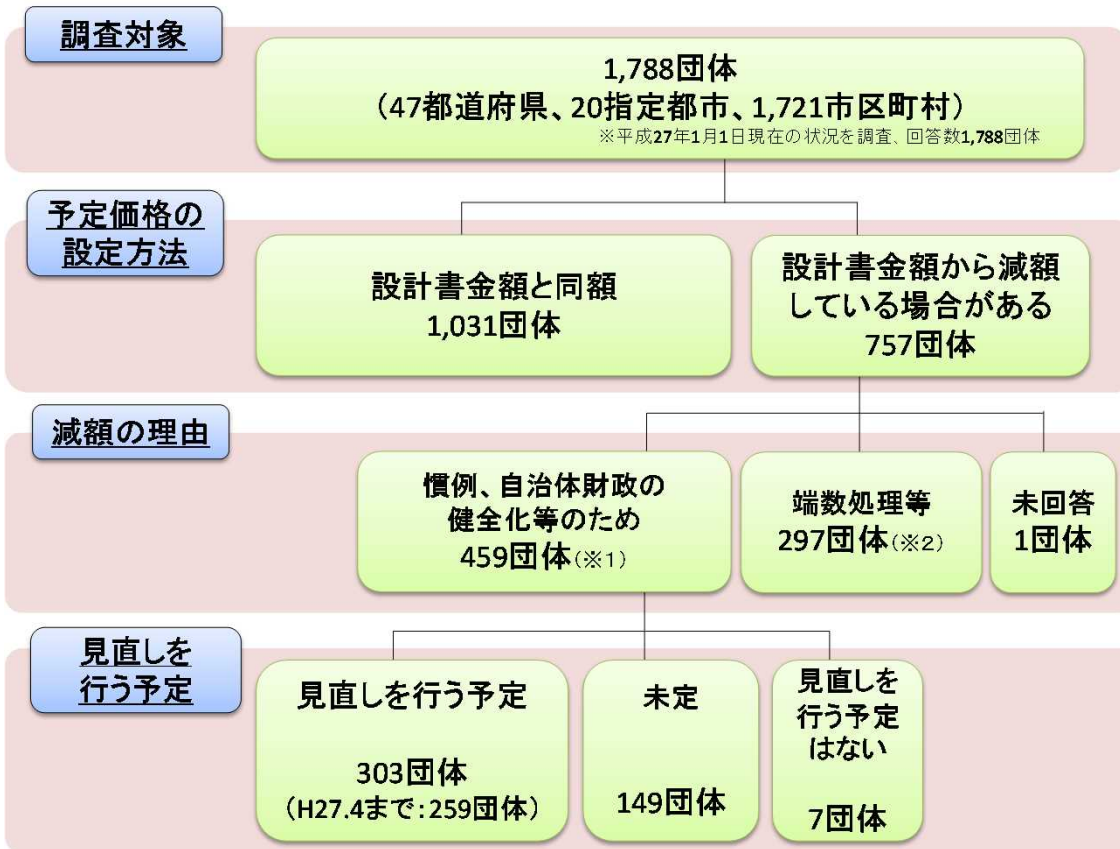 調査対象
1,788団体
(47都道府県、20指定都市、1,721市区町村)
※平成27年1月1日現在の状況を調査、回答数1,788団体
予定価格の
設定方法
設計書金額と同額
1,031団体
設計書金額から減額
している場合がある
757団体
減額の理由
慣例、自治体財政の
健全化等のため
459団体(※1)
端数処理等
297団体(※2)
未回答
1団体
見直しを
行う予定
見直しを行う予定
303団体
(H27.4まで:259団体)
未定
149団体
見直しを
行う予定
はない
7団体